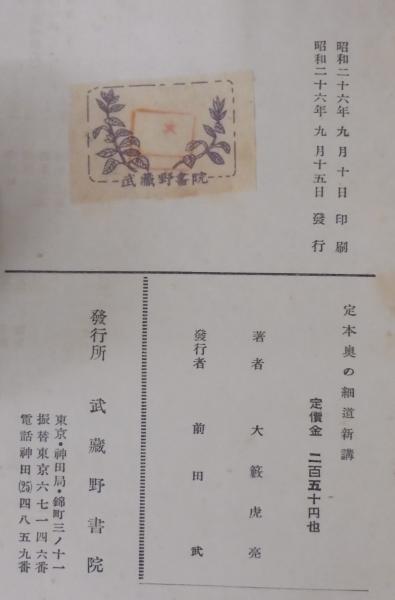 昭和二十六年九月十日印刷
昭和二十六年九月十五日發行
武藏野書院
定本奥の細道新講
定價金 二百五十円也
著者 大籔虎亮
發行者 前田武
發行所 武藏野書院
東京・神田局・錦町三ノ十一
振替東京六七一四六番
電話神田(25)四八五九番